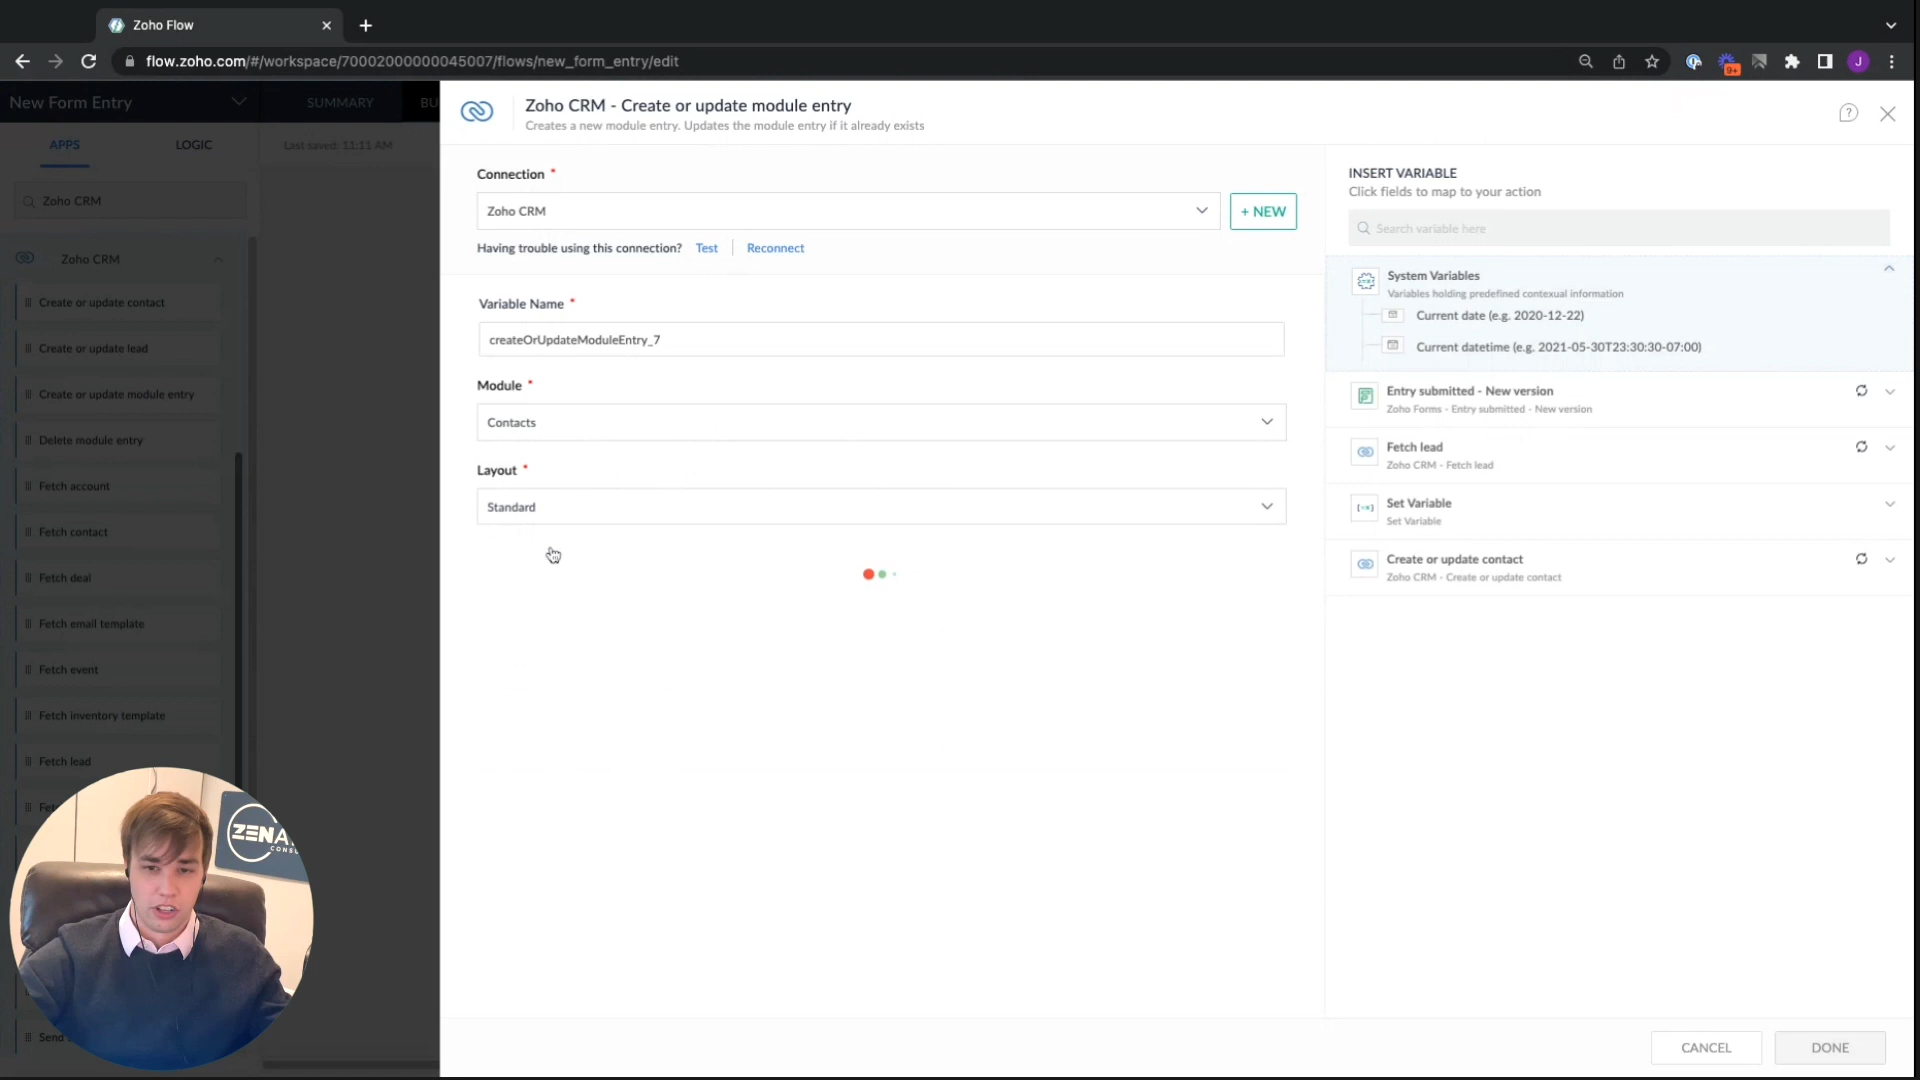 Zoho Flow
flow.zoho.com/#/workspace/70002000000045007/flows/new_form_entry/edit
9+
J
New Form Entry
SUMMARY
BU
APPS
LOGIC
Last saved: 11:11 AM
Zoho CRM
Zoho CRM
Create or update contact
Create or update lead
Create or update module entry
Delete module entry
Fetch account
Fetch contact
Fetch deal
Fetch email template
Fetch event
Fetch inventory template
Fetch lead
Send
Zoho CRM - Create or update module entry
Creates a new module entry. Updates the module entry if it already exists
Connection *
Zoho CRM
+ NEW
Having trouble using this connection? Test | Reconnect
Variable Name *
createOrUpdateModuleEntry_7
Module *
Contacts
Layout *
Standard
INSERT VARIABLE
Click fields to map to your action
Search variable here
System Variables
Variables holding predefined contexual information
Current date (e.g. 2020-12-22)
Current datetime (e.g. 2021-05-30T23:30:30-07:00)
Entry submitted - New version
Zoho Forms - Entry submitted - New version
Fetch lead
Zoho CRM - Fetch lead
Set Variable
Set Variable
Create or update contact
Zoho CRM - Create or update contact
CANCEL
DONE
ZENA
CONS